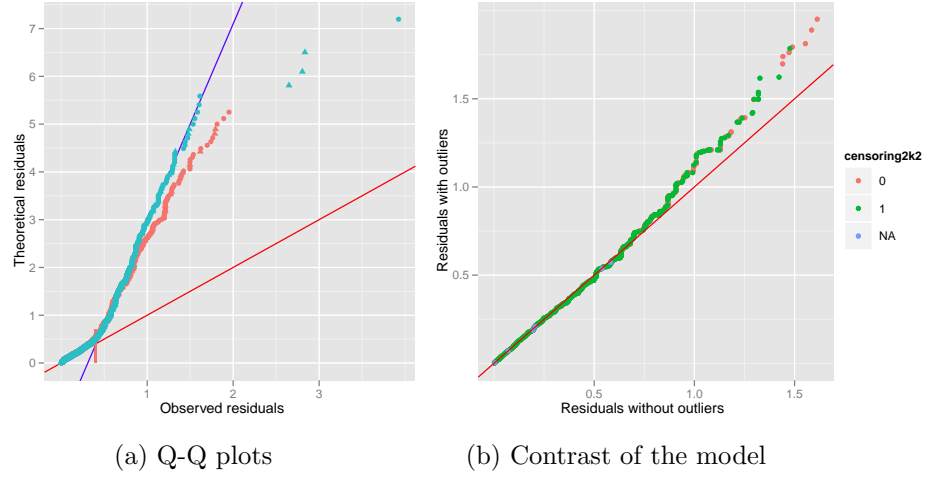 7
6
5
4
3
2
1
0
Theoretical residuals
1
2
3
Observed residuals
(a) Q-Q plots
1.5
1.0
0.5
Residuals with outliers
0.5
1.0
1.5
Residuals without outliers
censoring2k2
0
1
NA
(b) Contrast of the model